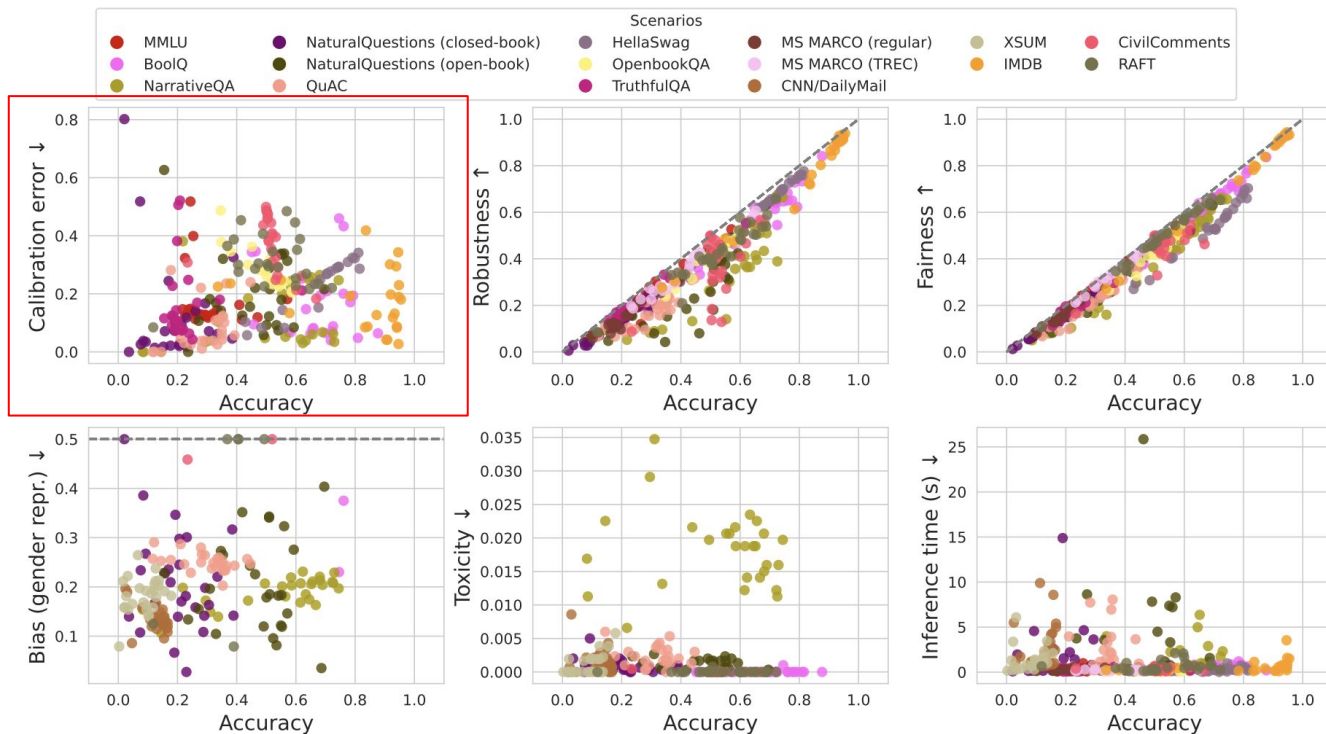 Scenarios
MMLU NaturalQuestions (closed-book) HellaSwag MS MARCO (regular) XSUM CivilComments
BoolQ NaturalQuestions (open-book) OpenbookQA MS MARCO (TREC) IMDB RAFT
NarrativeQA QuAC TruthfulQA CNN/DailyMail
Calibration error ↓
0.8
0.6
0.4
0.2
0.0
0.0 0.2 0.4 0.6 0.8 1.0
Accuracy
Robustness ↑
1.0
0.8
0.6
0.4
0.2
0.0
0.0 0.2 0.4 0.6 0.8 1.0
Accuracy
Fairness ↑
1.0
0.8
0.6
0.4
0.2
0.0
0.0 0.2 0.4 0.6 0.8 1.0
Accuracy
Bias (gender repr.) ↓
0.5
0.4
0.3
0.2
0.1
0.0 0.2 0.4 0.6 0.8 1.0
Accuracy
Toxicity ↓
0.035
0.030
0.025
0.020
0.015
0.010
0.005
0.000
0.0 0.2 0.4 0.6 0.8 1.0
Accuracy
Inference time (s) ↓
25
20
15
10
5
0
0.0 0.2 0.4 0.6 0.8 1.0
Accuracy